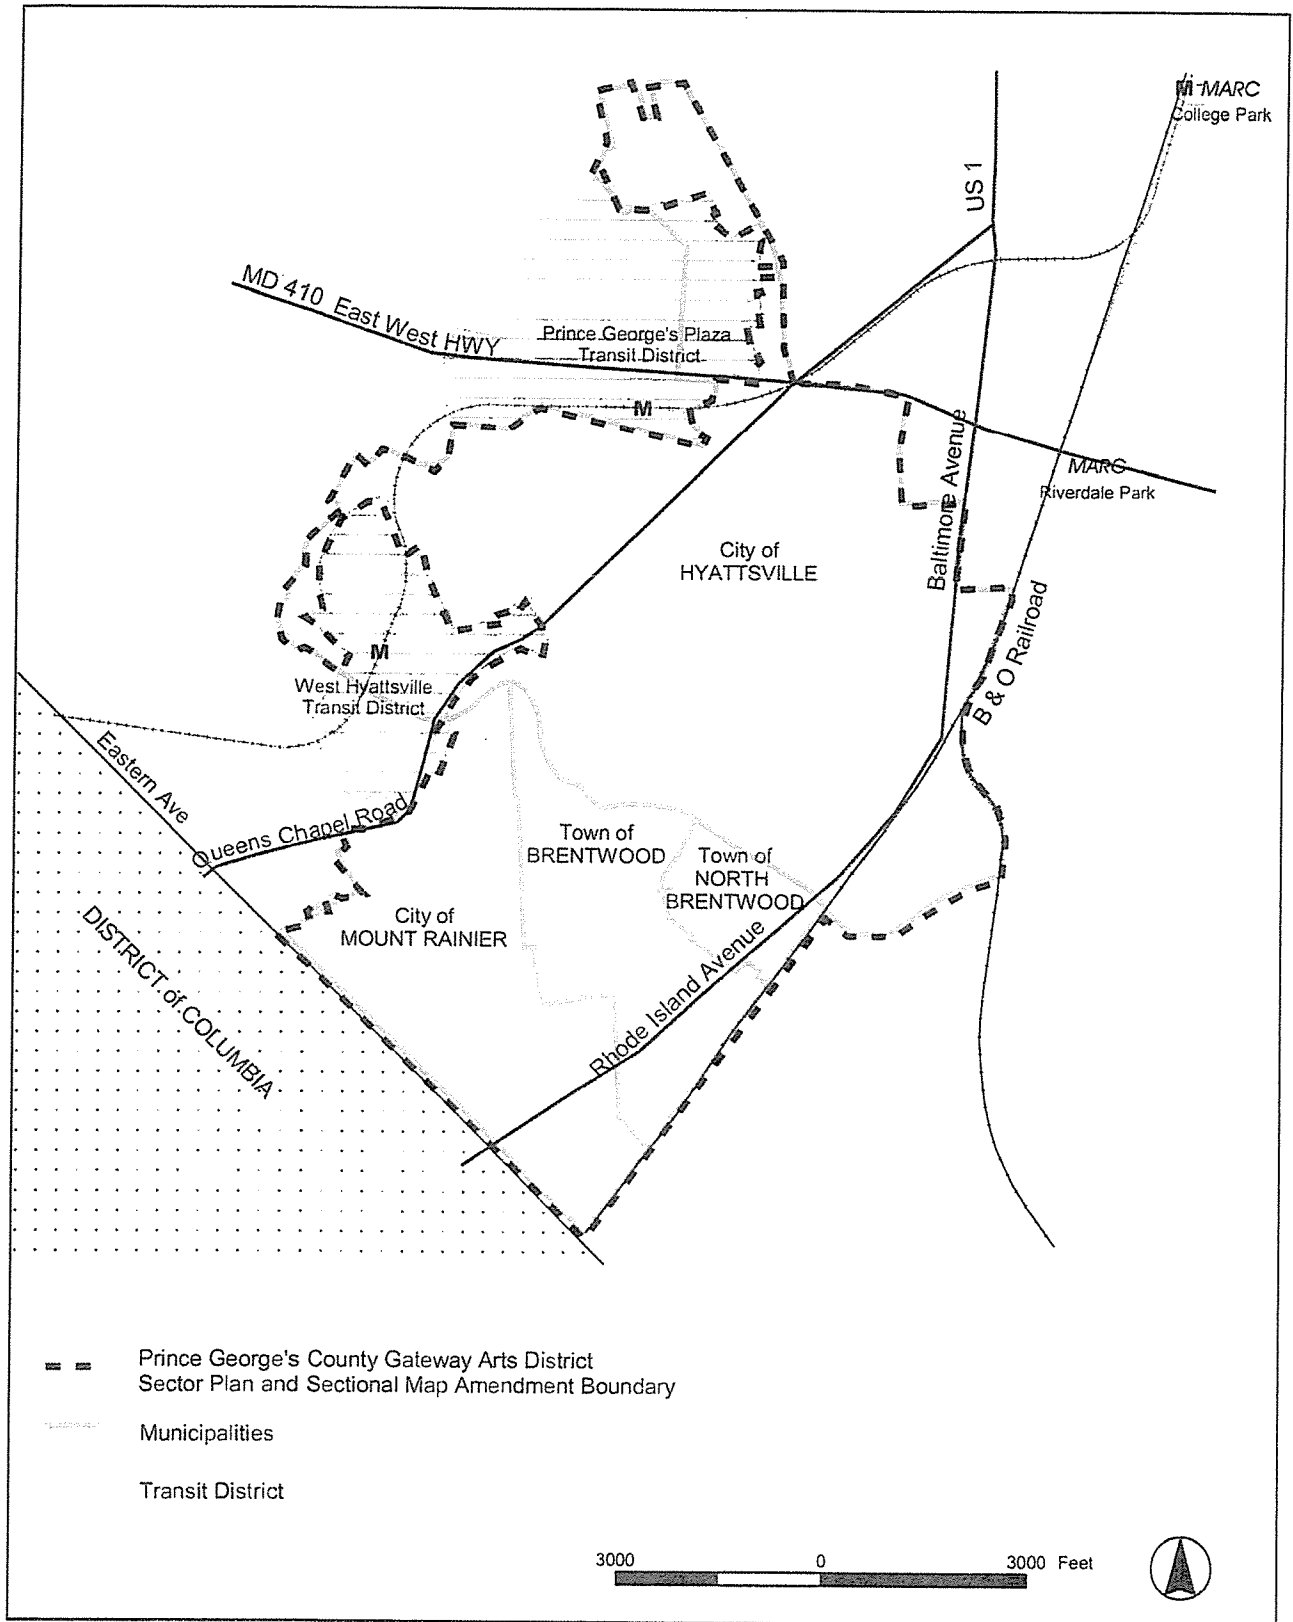 M MARC
College Park
US 1
MD 410 East West HWY
Prince George's Plaza
Transit District
M
Baltimore Avenue
MARC
Riverdale Park
City of
HYATTSVILLE
B & O Railroad
M
West Hyattsville
Transit District
Eastern Ave
Queens Chapel Road
Town of
BRENTWOOD
Town of
NORTH
BRENTWOOD
City of
MOUNT RAINIER
DISTRICT of COLUMBIA
Rhode Island Avenue
Prince George's County Gateway Arts District
Sector Plan and Sectional Map Amendment Boundary
Municipalities
Transit District
3000 0 3000 Feet